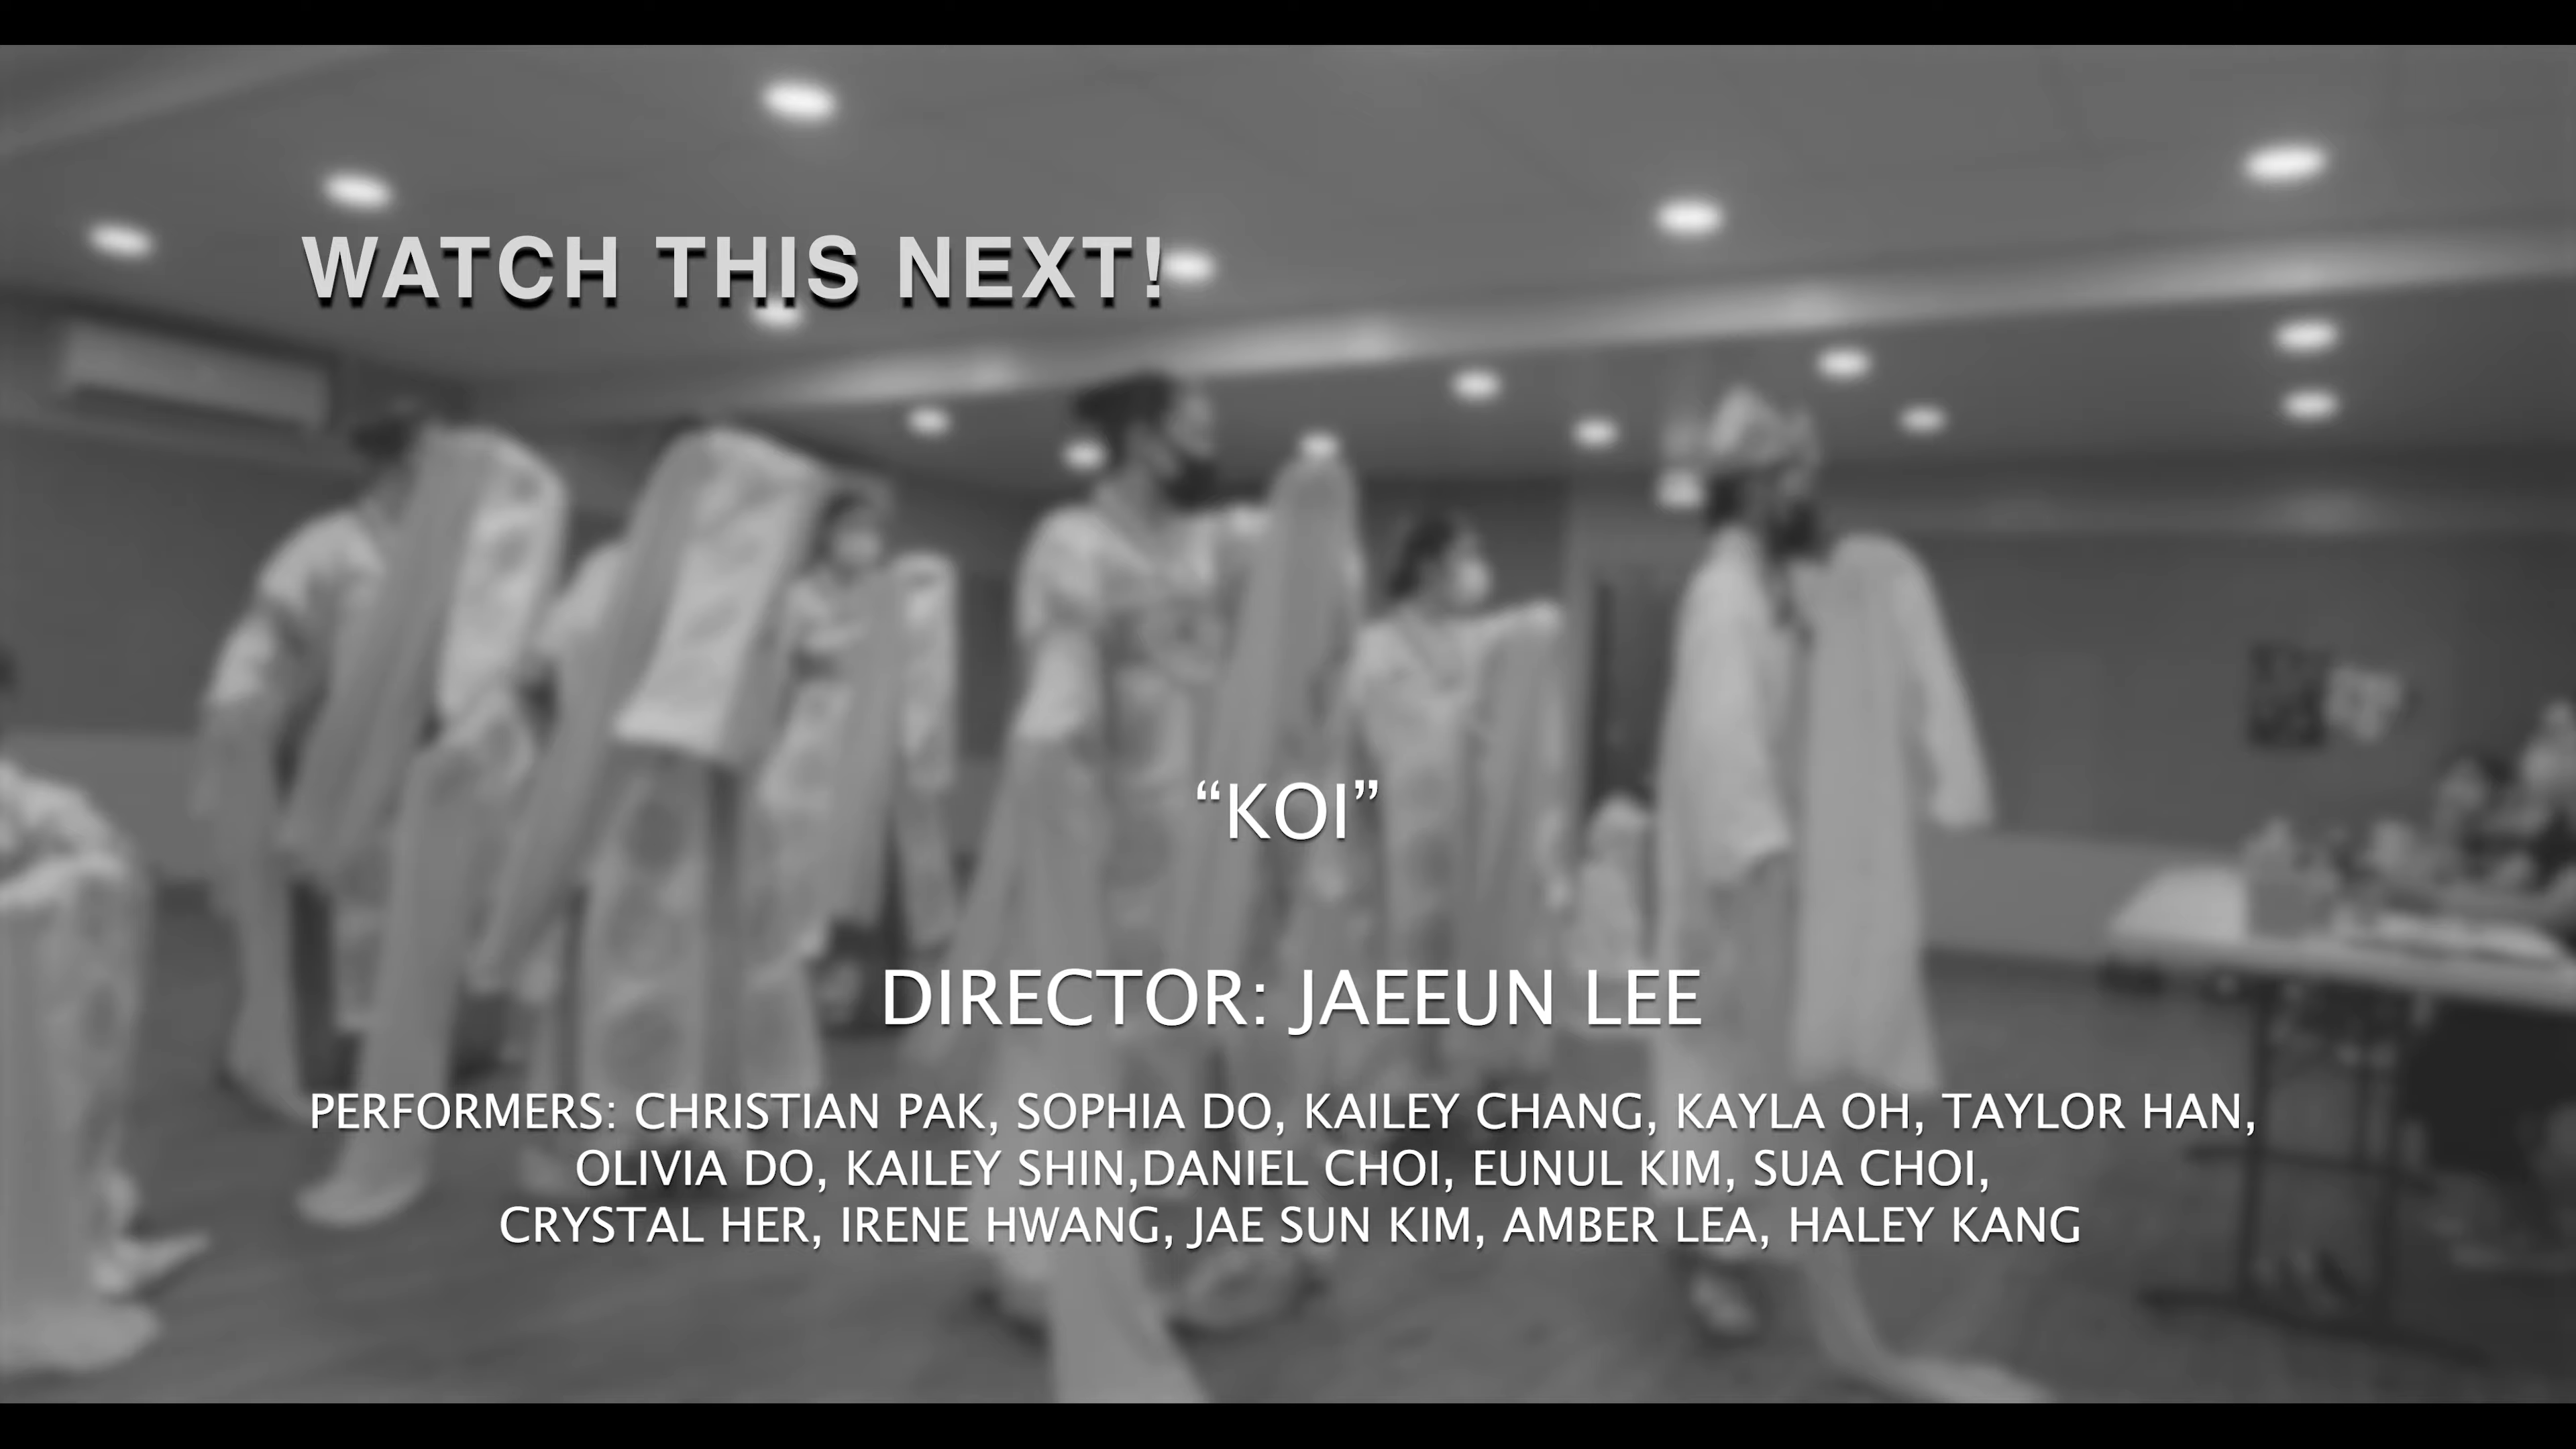 WATCH THIS NEXT!
“KOI”
DIRECTOR: JAEEUN LEE
PERFORMERS: CHRISTIAN PAK, SOPHIA DO, KAILEY CHANG, KAYLA OH, TAYLOR HAN,
OLIVIA DO, KAILEY SHIN,DANIEL CHOI, EUNUL KIM, SUA CHOI,
CRYSTAL HER, IRENE HWANG, JAE SUN KIM, AMBER LEA, HALEY KANG